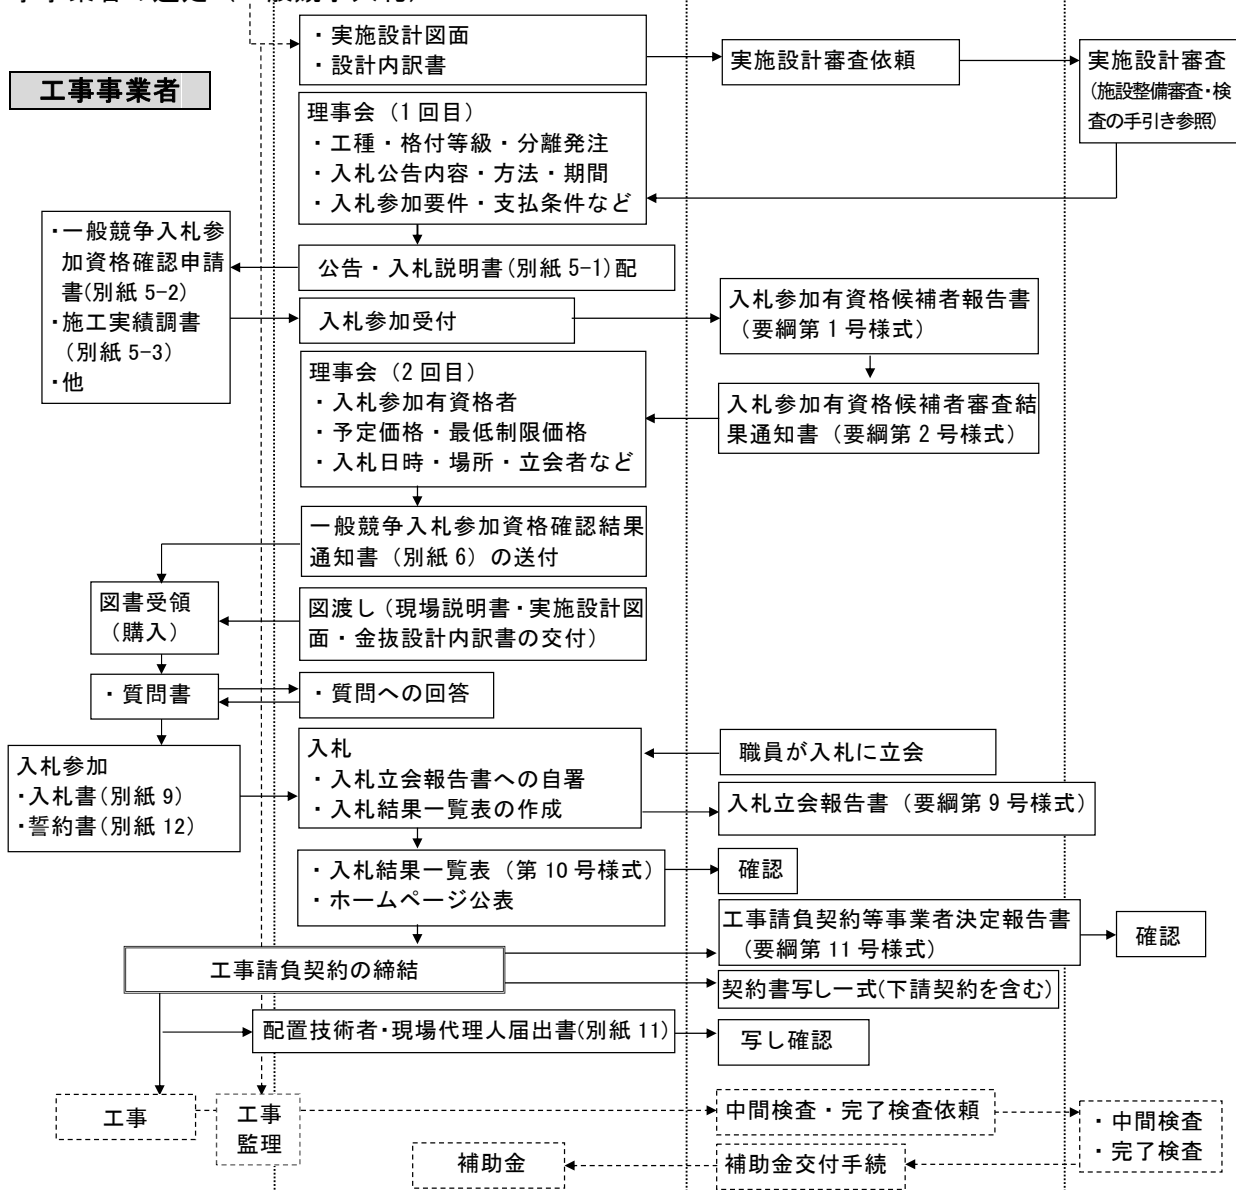 ・実施設計図面
・設計内訳書
実施設計審査依頼
実施設計審査
(施設整備審査・検
査の手引き参照)
工事事業者
理事会（1回目）
・工種・格付等級・分離発注
・入札公告内容・方法・期間
・入札参加要件・支払条件など
・一般競争入札参
加資格確認申請
書(別紙 5-2)
・施工実績調書
（別紙 5-3）
・他
公告・入札説明書(別紙 5-1)配
入札参加受付
入札参加有資格候補者報告書
（要綱第 1 号様式）
理事会（2回目）
・入札参加有資格者
・予定価格・最低制限価格
・入札日時・場所・立会者など
入札参加有資格候補者審査結
果通知書（要綱第 2 号様式）
一般競争入札参加資格確認結果
通知書（別紙 6）の送付
図書受領
（購入）
図渡し（現場説明書・実施設計図
面・金抜設計内訳書の交付）
・質問書
・質問への回答
入札参加
・入札書(別紙 9)
・誓約書(別紙 12)
入札
・入札立会報告書への自署
・入札結果一覧表の作成
職員が入札に立会
入札立会報告書（要綱第 9 号様式）
・入札結果一覧表（第 10 号様式）
・ホームページ公表
確認
工事請負契約の締結
工事請負契約等事業者決定報告書
（要綱第 11 号様式）
確認
契約書写し一式(下請契約を含む)
配置技術者・現場代理人届出書(別紙 11)
写し確認
工事
工事
監理
中間検査・完了検査依頼
・中間検査
・完了検査
補助金
補助金交付手続